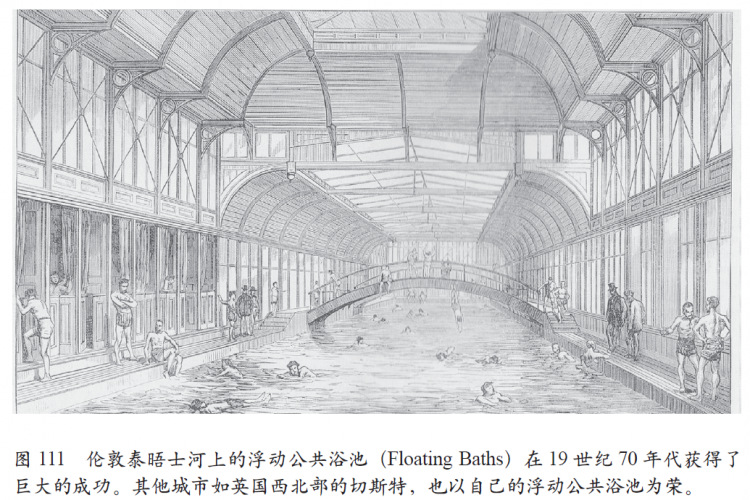 图 111 伦敦泰晤士河上的浮动公共浴池（Floating Baths）在 19 世纪 70 年代获得了
巨大的成功。其他城市如英国西北部的切斯特，也以自己的浮动公共浴池为荣。